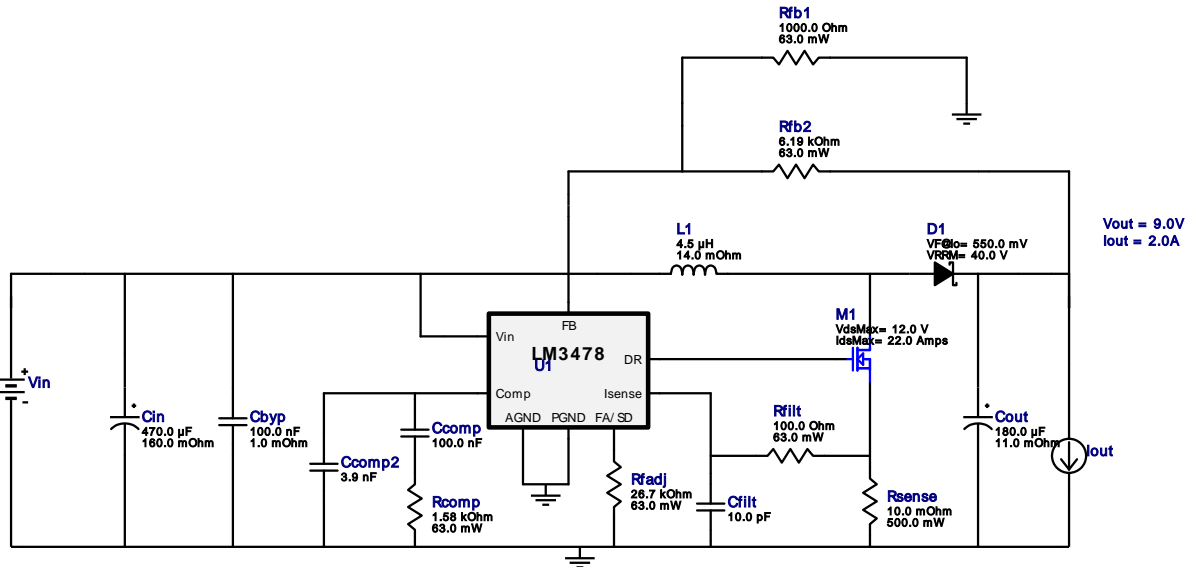 Rfb1
1000.0 Ohm
63.0 mW
Rfb2
6.19 kOhm
63.0 mW
Vout = 9.0V
Iout = 2.0A
L1
4.5 µH
14.0 mOhm
D1
VF@Io= 550.0 mV
VRRM= 40.0 V
M1
VdsMax= 12.0 V
IdsMax= 22.0 Amps
FB
Vin
LM3478
U1
DR
Comp
Isense
AGND PGND FA/SD
+
Vin
-
Cin
470.0 µF
160.0 mOhm
Cbyp
100.0 nF
1.0 mOhm
Ccomp2
3.9 nF
Ccomp
100.0 nF
Rcomp
1.58 kOhm
63.0 mW
Rfadj
26.7 kOhm
63.0 mW
Cfilt
10.0 pF
Rfilt
100.0 Ohm
63.0 mW
Rsense
10.0 mOhm
500.0 mW
Cout
180.0 µF
11.0 mOhm
Iout